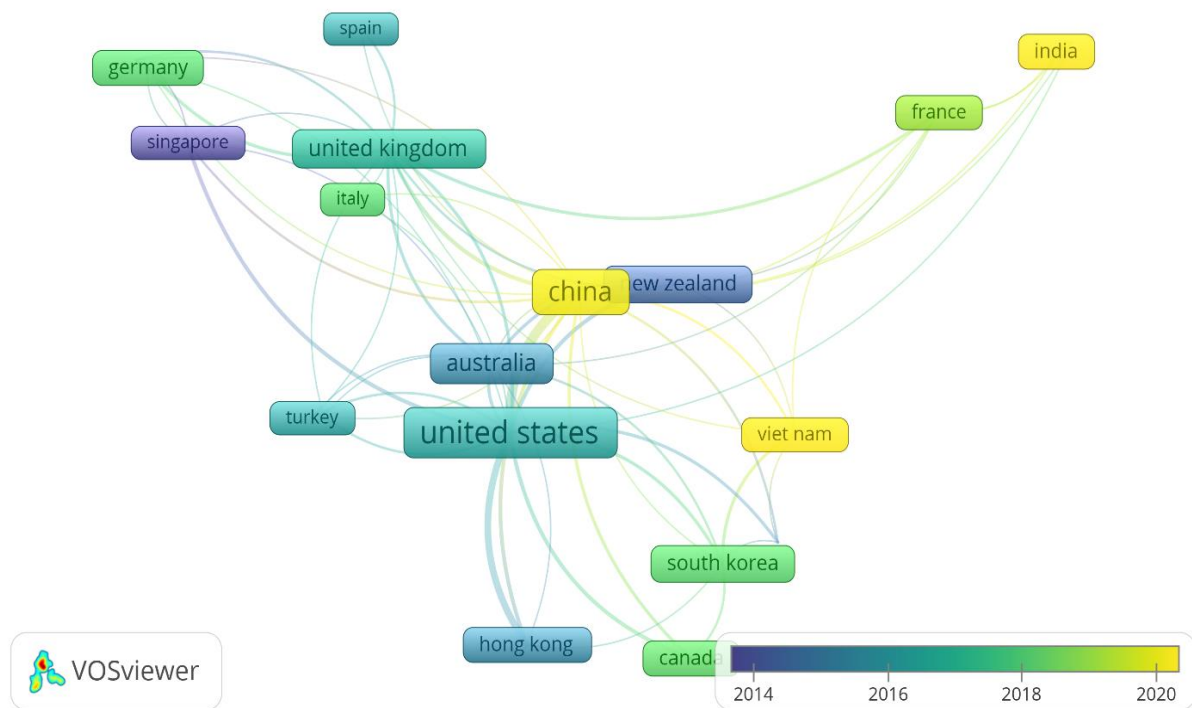 spain
india
germany
france
singapore
united kingdom
italy
china
new zealand
australia
turkey
united states
viet nam
south korea
hong kong
canada
VOSviewer
2014
2016
2018
2020